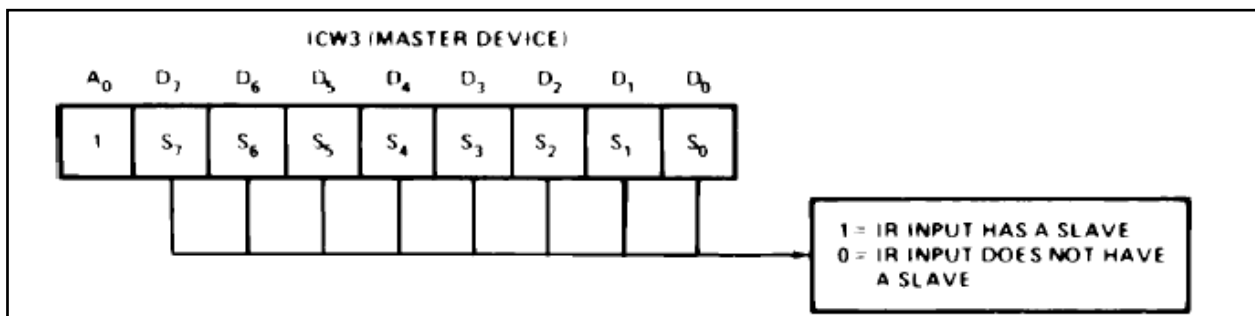 ICW3 (MASTER DEVICE)
A0 D7 D6 D5 D4 D3 D2 D1 D0
1 S7 S6 S5 S4 S3 S2 S1 S0
1 = IR INPUT HAS A SLAVE
0 = IR INPUT DOES NOT HAVE
A SLAVE